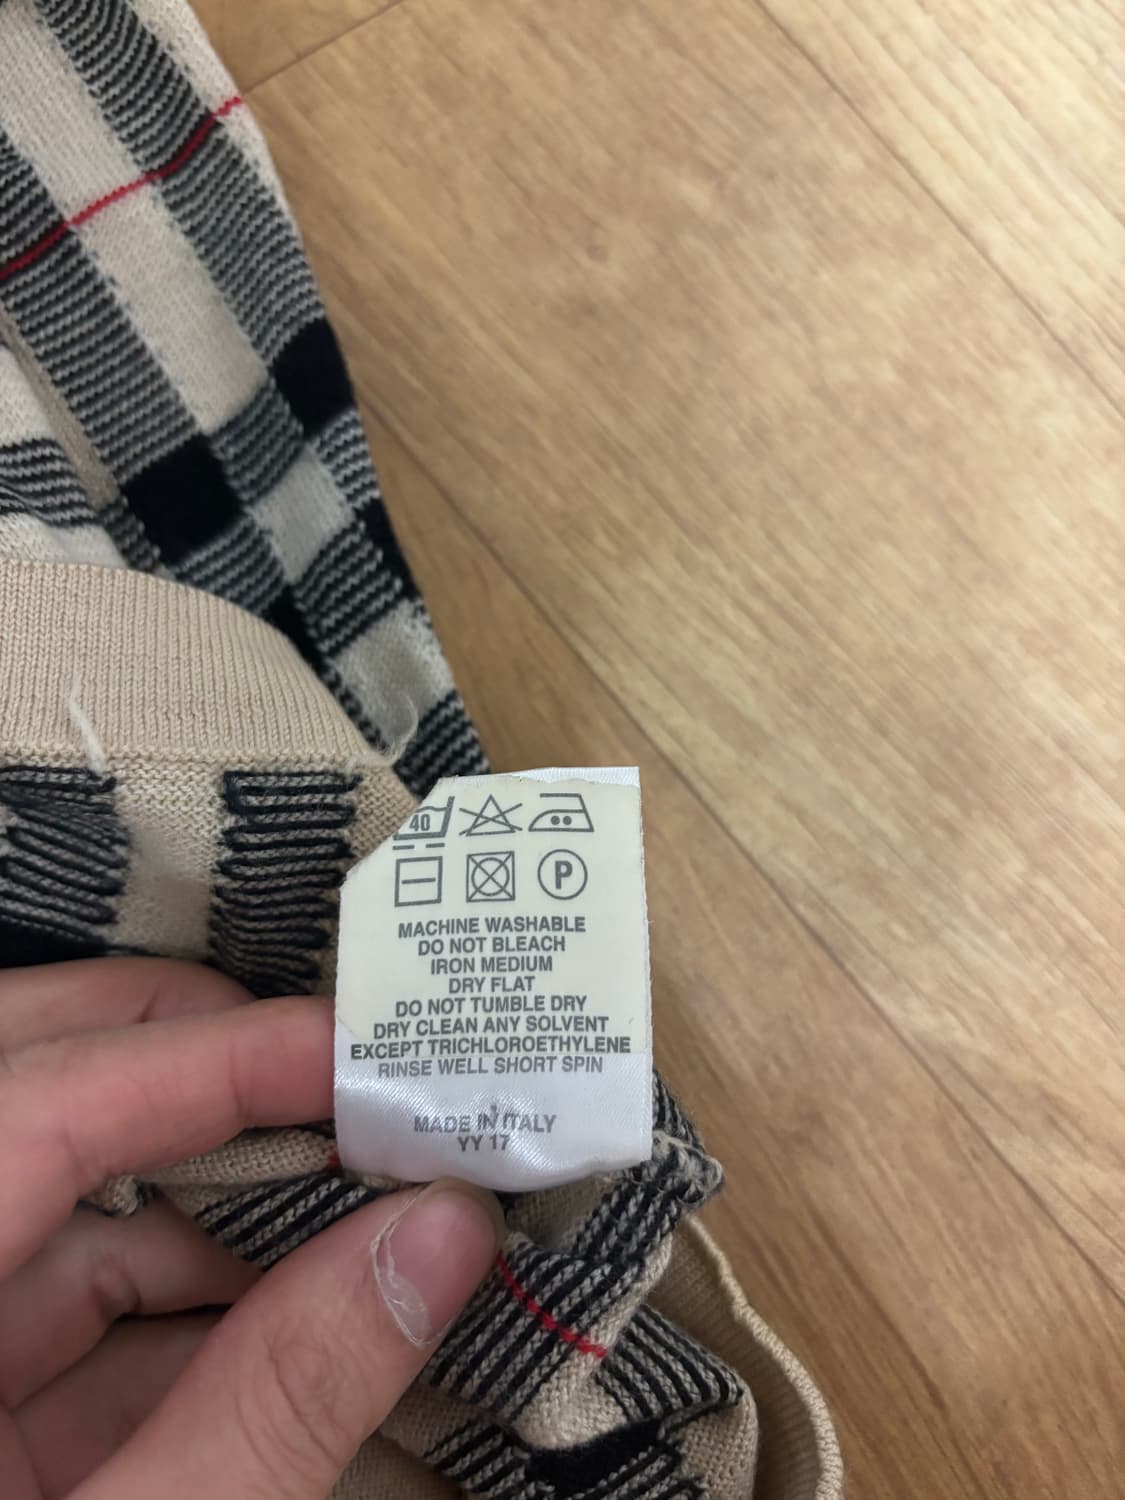 40
P
MACHINE WASHABLE
DO NOT BLEACH
IRON MEDIUM
DRY FLAT
DO NOT TUMBLE DRY
DRY CLEAN ANY SOLVENT
EXCEPT TRICHLOROETHYLENE
RINSE WELL SHORT SPIN
MADE IN ITALY
YY 17